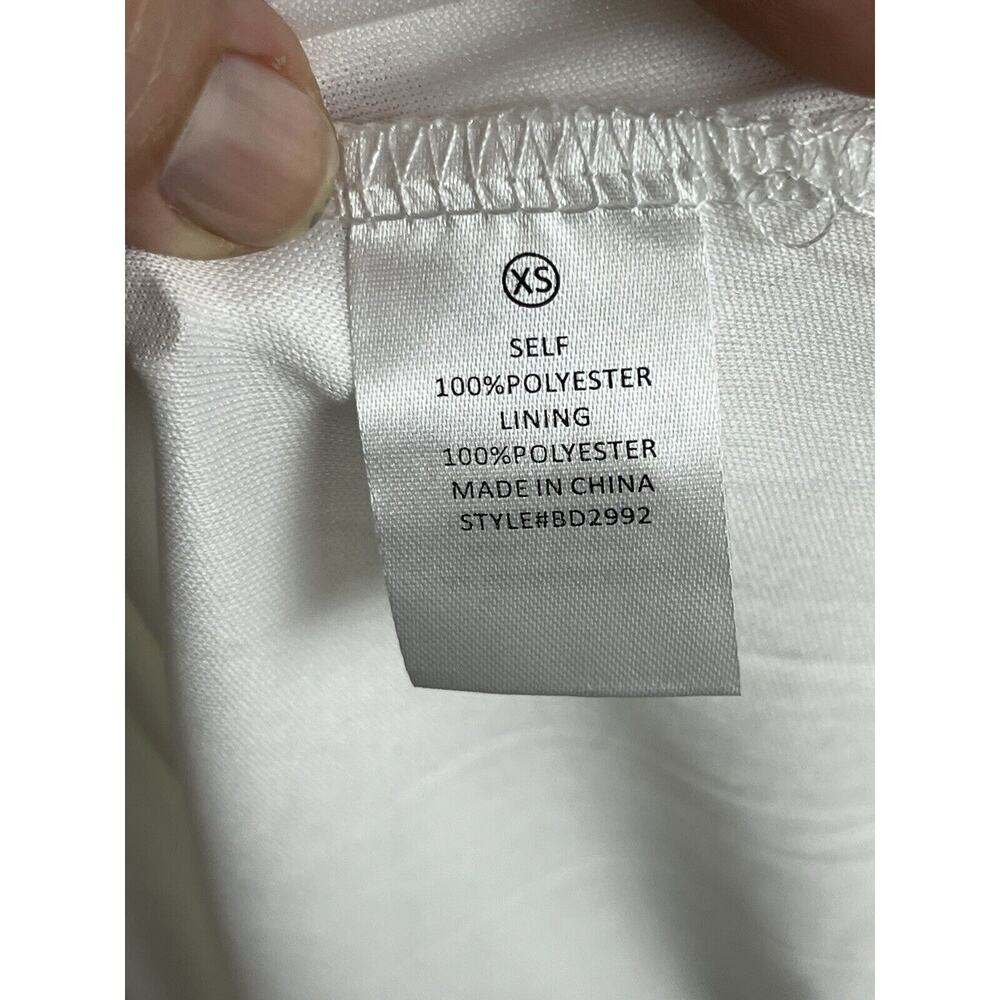 XS
SELF
100%POLYESTER
LINING
100%POLYESTER
MADE IN CHINA
STYLE#BD2992